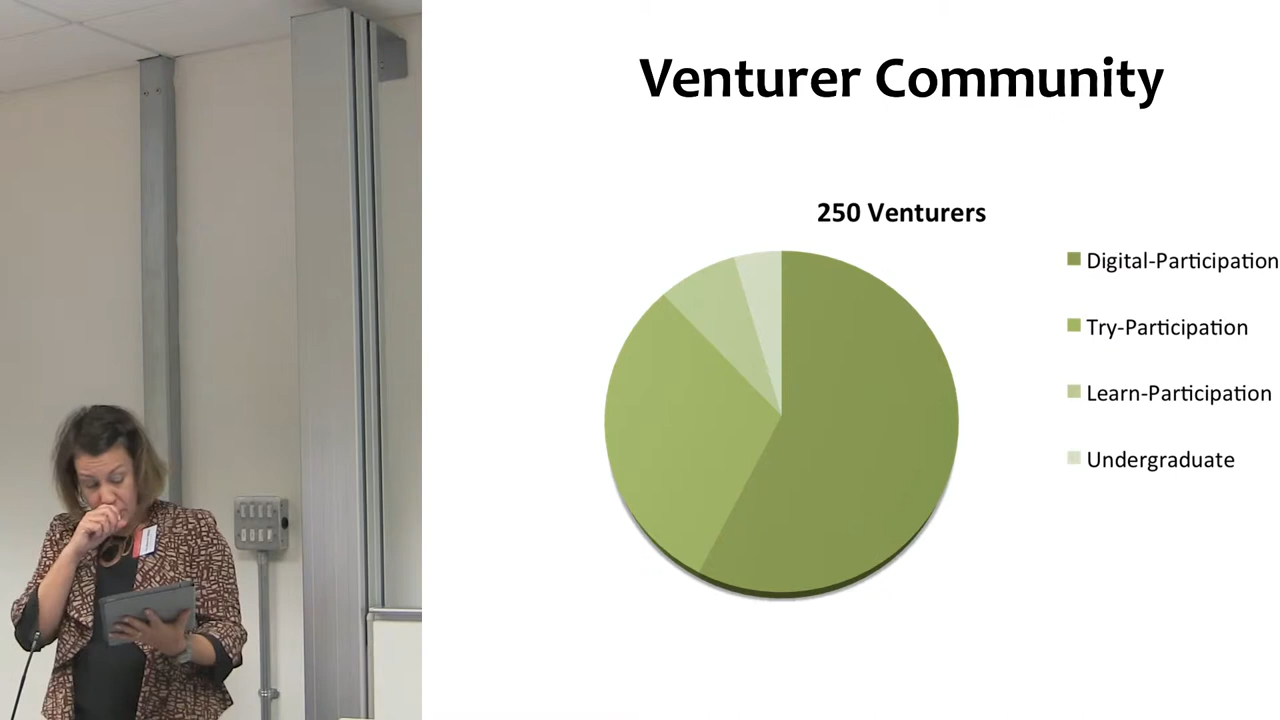 Venturer Community
250 Venturers
Digital-Participation
Try-Participation
Learn-Participation
Undergraduate